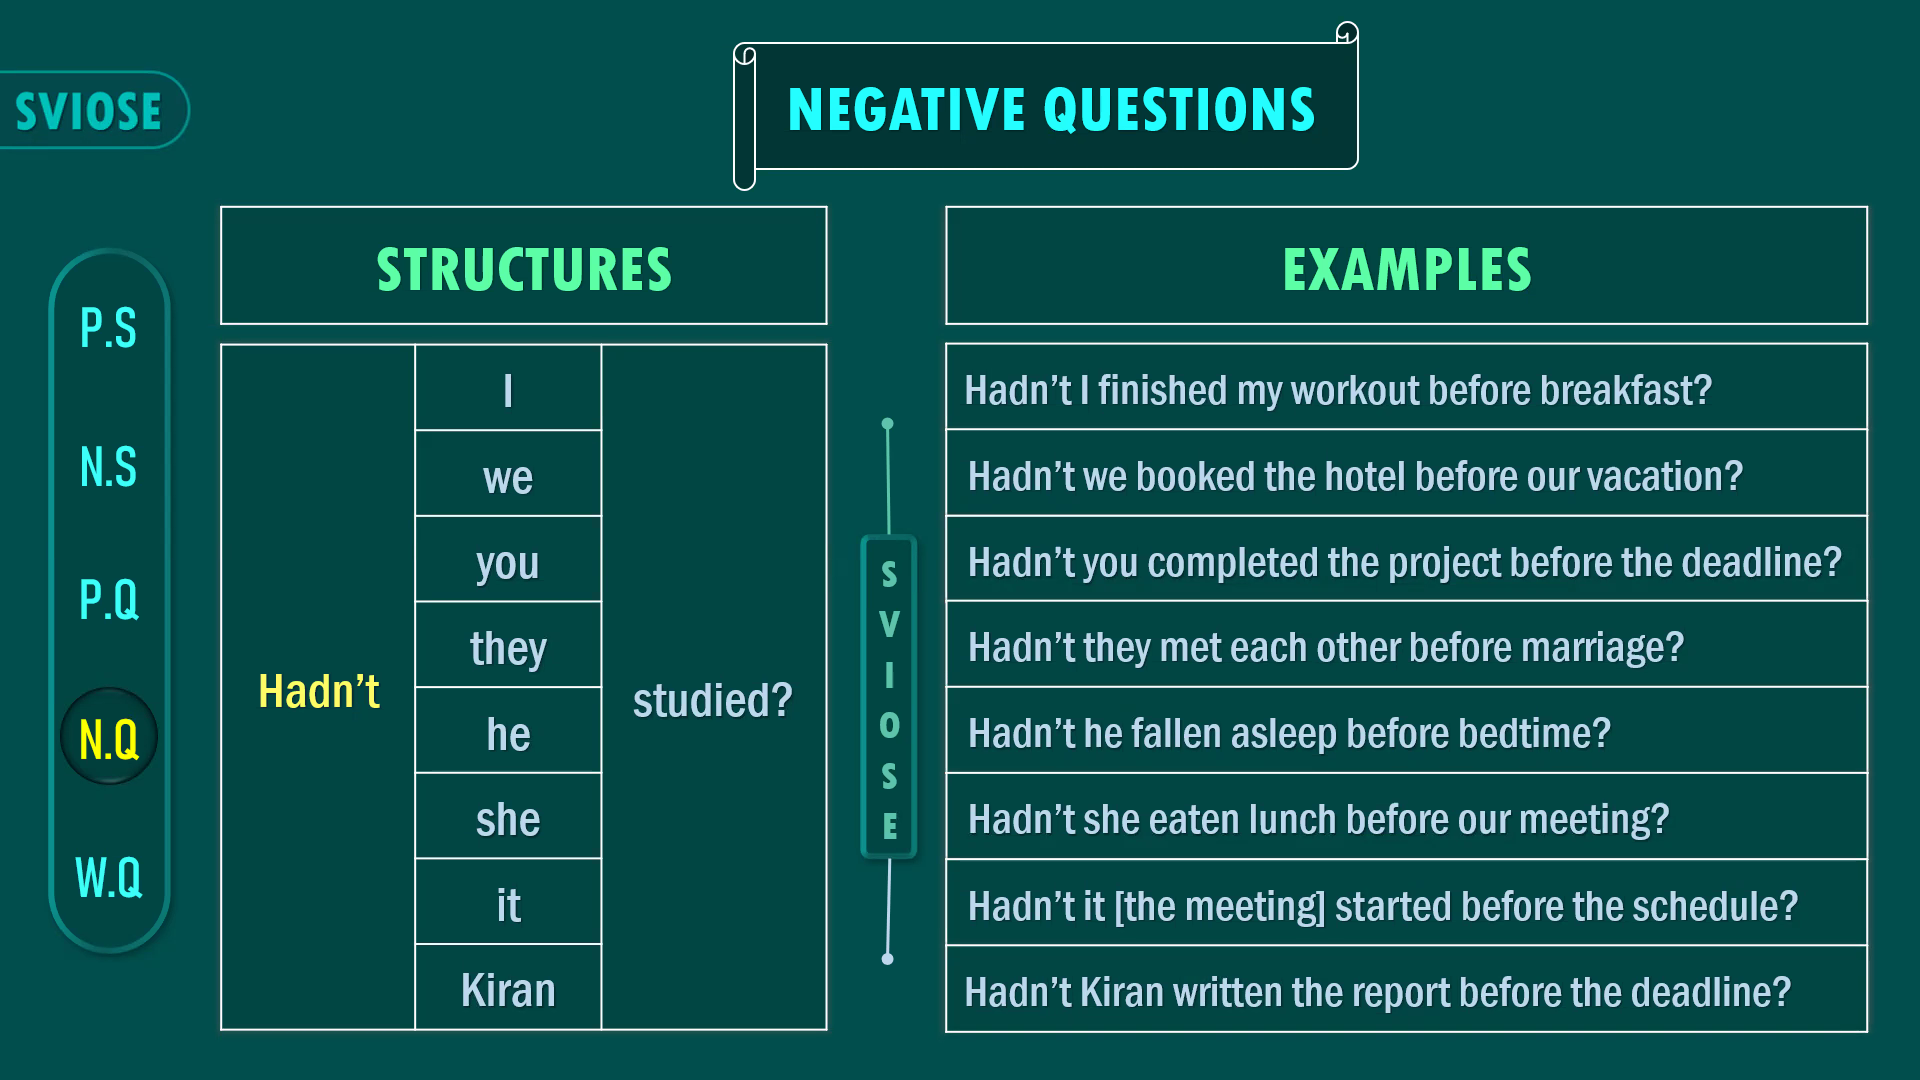 NEGATIVE QUESTIONS
SVIOSE
STRUCTURES
EXAMPLES
P.S
N.S
P.Q
N.Q
W.Q
Hadn’t
I
we
you
they
he
she
it
Kiran
studied?
SVIOSE
Hadn’t I finished my workout before breakfast?
Hadn’t we booked the hotel before our vacation?
Hadn’t you completed the project before the deadline?
Hadn’t they met each other before marriage?
Hadn’t he fallen asleep before bedtime?
Hadn’t she eaten lunch before our meeting?
Hadn’t it [the meeting] started before the schedule?
Hadn’t Kiran written the report before the deadline?